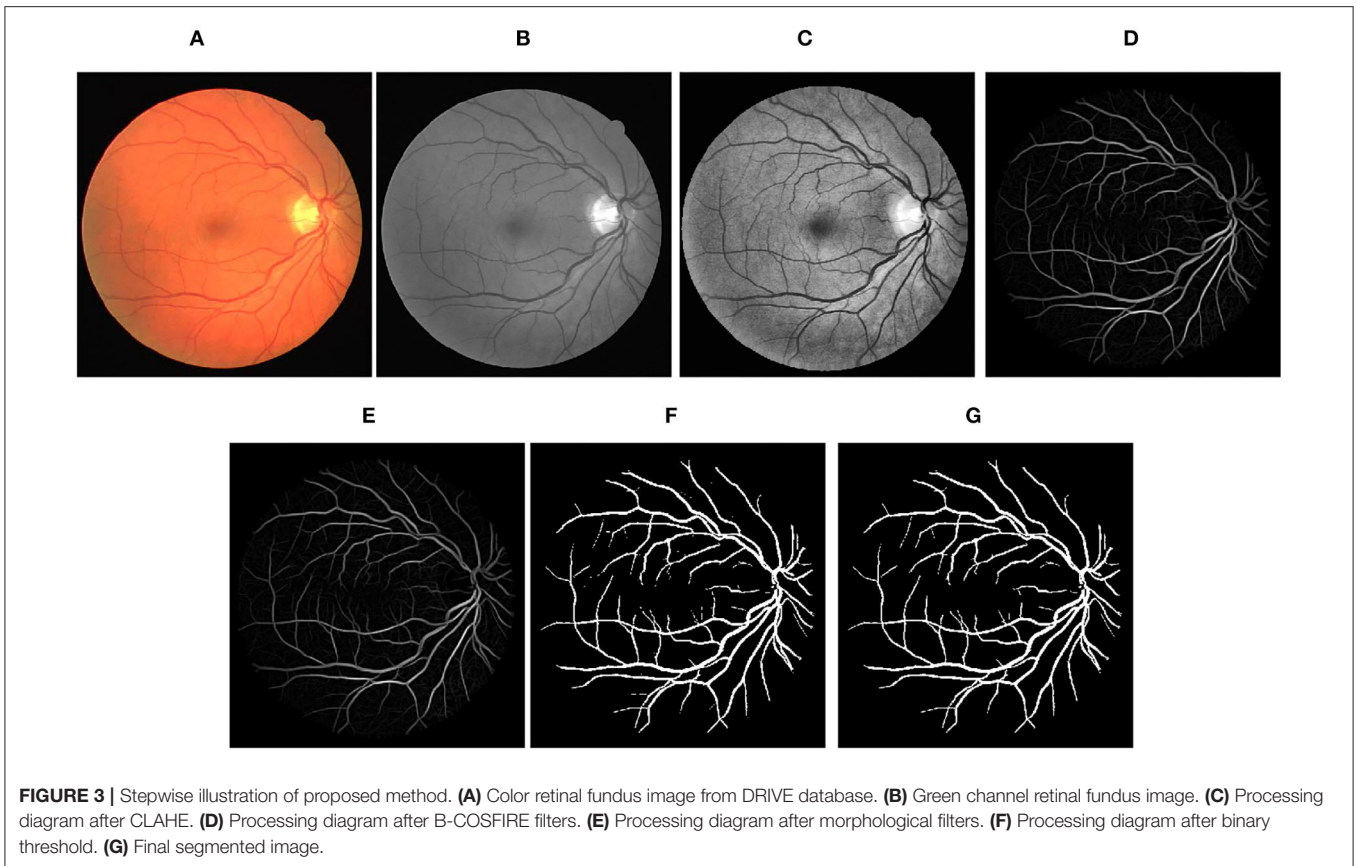 A
B
C
D
E
F
G
FIGURE 3 | Stepwise illustration of proposed method. (A) Color retinal fundus image from DRIVE database. (B) Green channel retinal fundus image. (C) Processing
diagram after CLAHE. (D) Processing diagram after B-COSFIRE filters. (E) Processing diagram after morphological filters. (F) Processing diagram after binary
threshold. (G) Final segmented image.